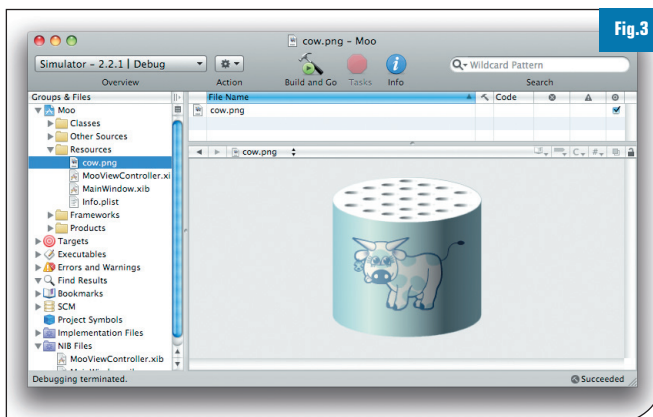 Fig.3
cow.png – Moo
Simulator – 2.2.1 | Debug
Overview
Action
Build and Go
Tasks
Info
Wildcard Pattern
Search
Groups & Files
Moo
Classes
Other Sources
Resources
cow.png
MooViewController.xi
MainWindow.xib
Info.plist
Frameworks
Products
Targets
Executables
Errors and Warnings
Find Results
Bookmarks
SCM
Project Symbols
Implementation Files
NIB Files
MooViewController.xib
File Name
Code
cow.png
cow.png
C
#
Debugging terminated.
Succeeded